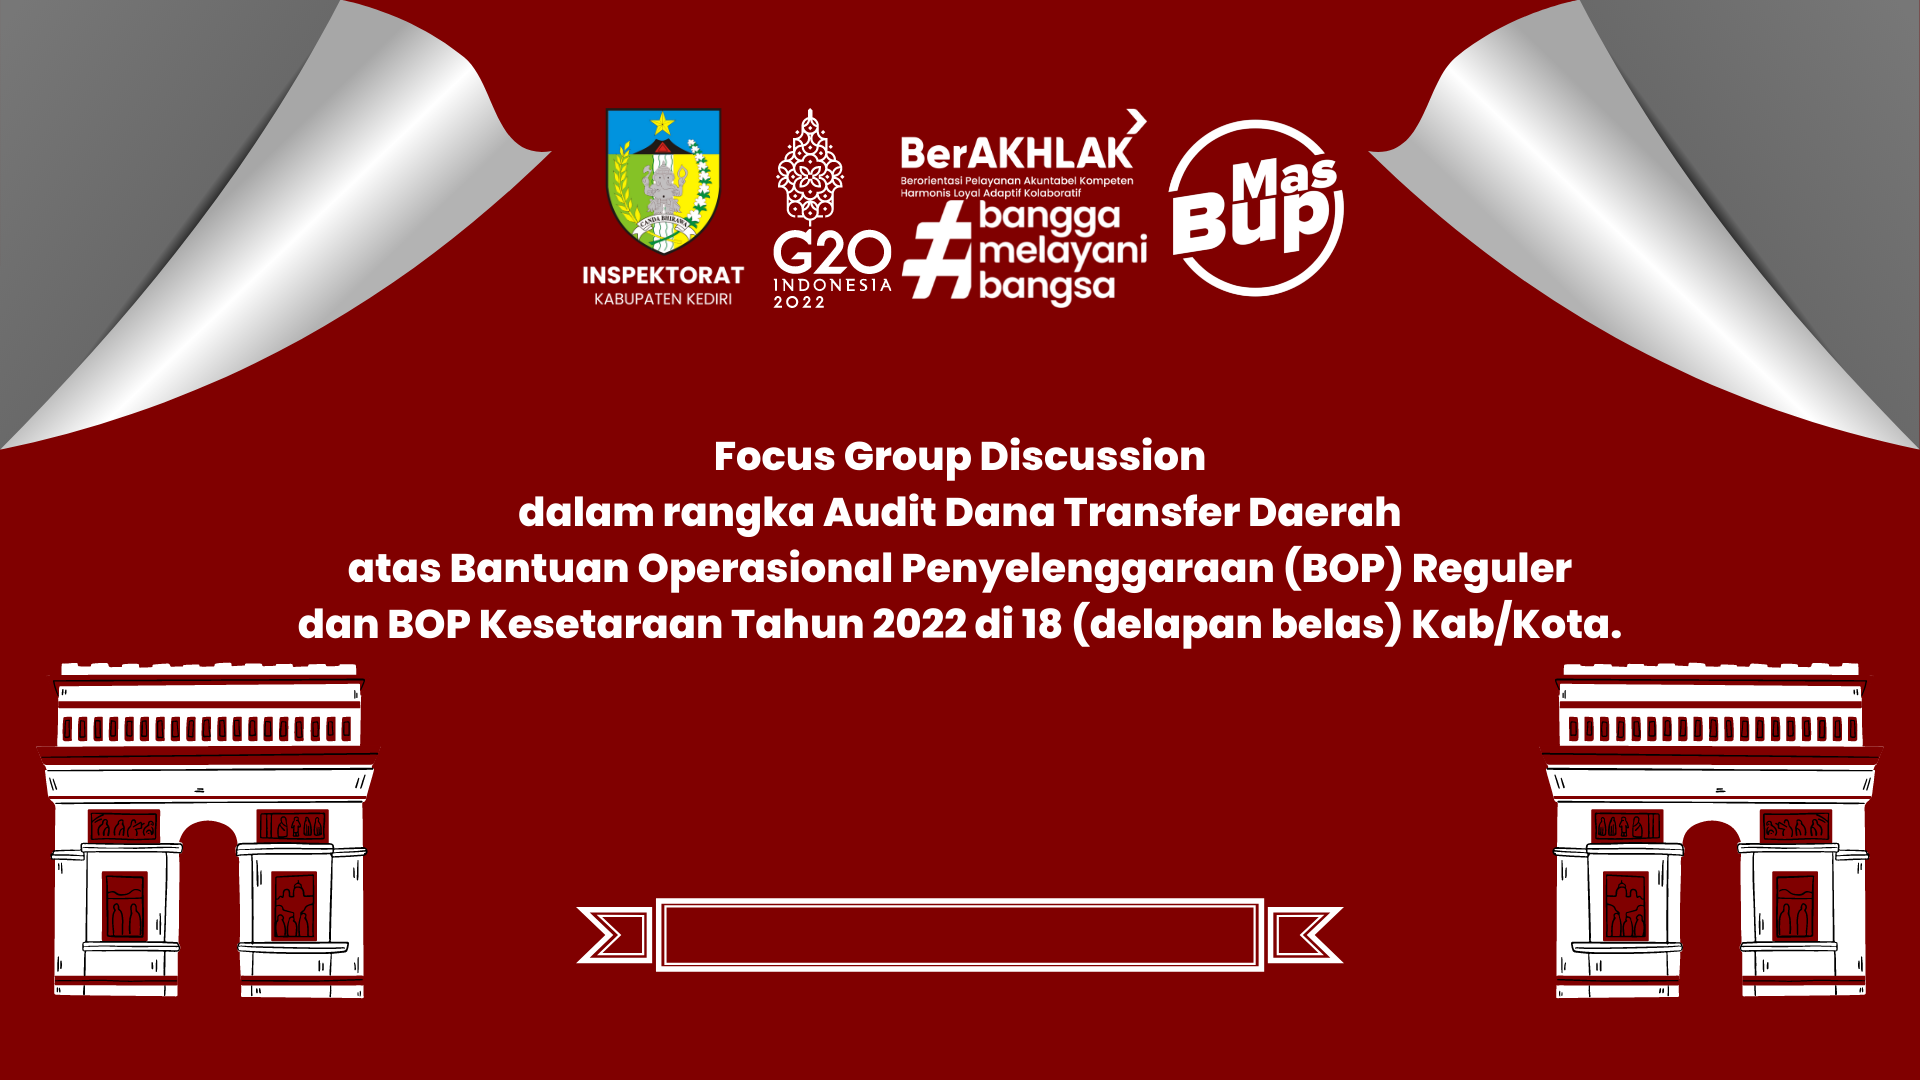 CANDA BHIRAWA
INSPEKTORAT
KABUPATEN KEDIRI
G20
INDONESIA
2022
BerAKHLAK
Berorientasi Pelayanan Akuntabel Kompeten
Harmonis Loyal Adaptif Kolaboratif
#bangga
melayani
bangsa
Mas
Bup
Focus Group Discussion
dalam rangka Audit Dana Transfer Daerah
atas Bantuan Operasional Penyelenggaraan (BOP) Reguler
dan BOP Kesetaraan Tahun 2022 di 18 (delapan belas) Kab/Kota.